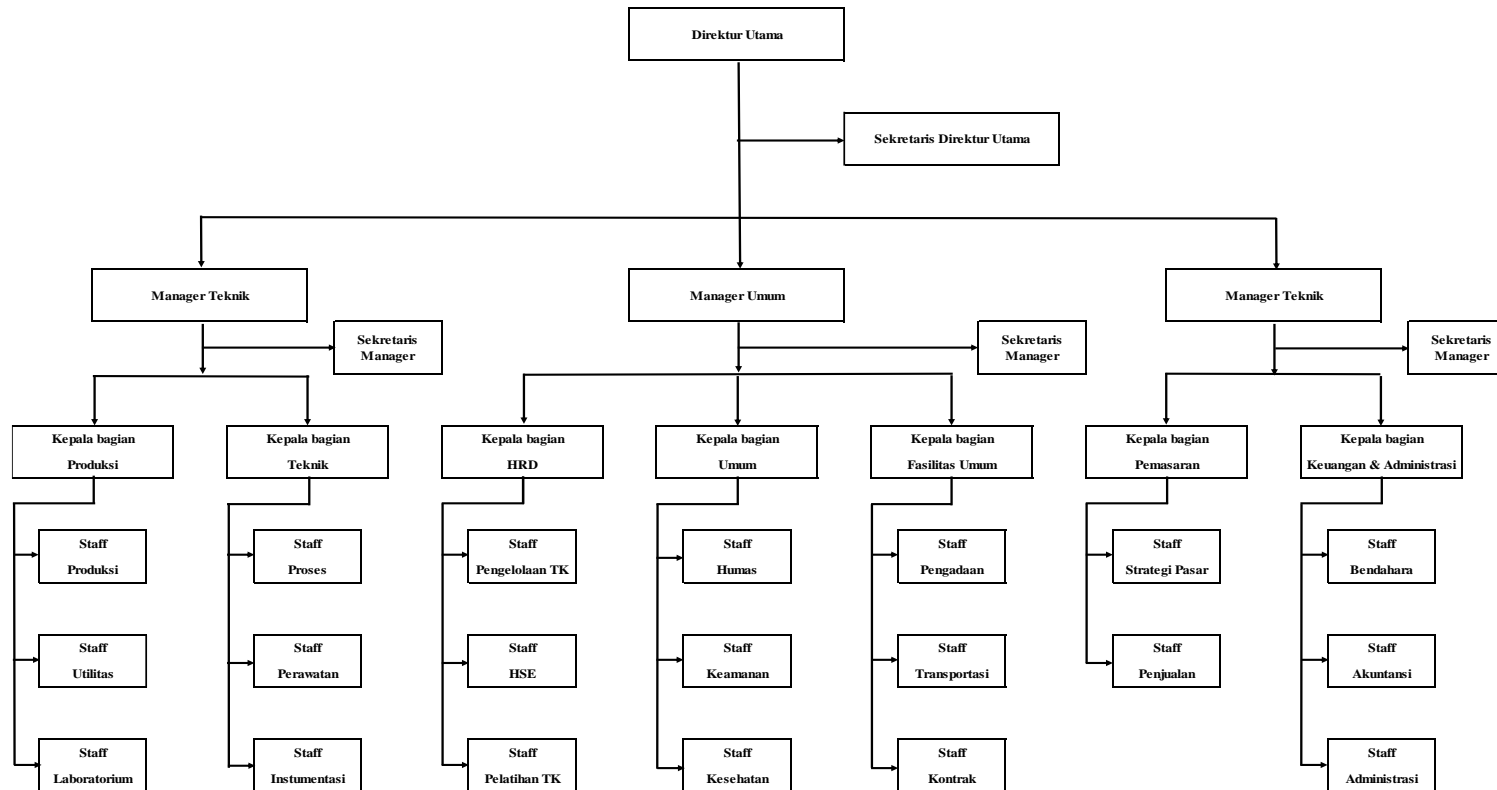 Direktur Utama
Sekretaris Direktur Utama
Manager Teknik
Manager Umum
Manager Teknik
Sekretaris
Manager
Sekretaris
Manager
Sekretaris
Manager
Kepala bagian
Produksi
Kepala bagian
Teknik
Kepala bagian
HRD
Kepala bagian
Umum
Kepala bagian
Fasilitas Umum
Kepala bagian
Pemasaran
Kepala bagian
Keuangan & Administrasi
Staff
Produksi
Staff
Proses
Staff
Pengelolaan TK
Staff
Humas
Staff
Pengadaan
Staff
Strategi Pasar
Staff
Bendahara
Staff
Utilitas
Staff
Perawatan
Staff
HSE
Staff
Keamanan
Staff
Transportasi
Staff
Penjualan
Staff
Akuntansi
Staff
Laboratorium
Staff
Instumentasi
Staff
Pelatihan TK
Staff
Kesehatan
Staff
Kontrak
Staff
Administrasi